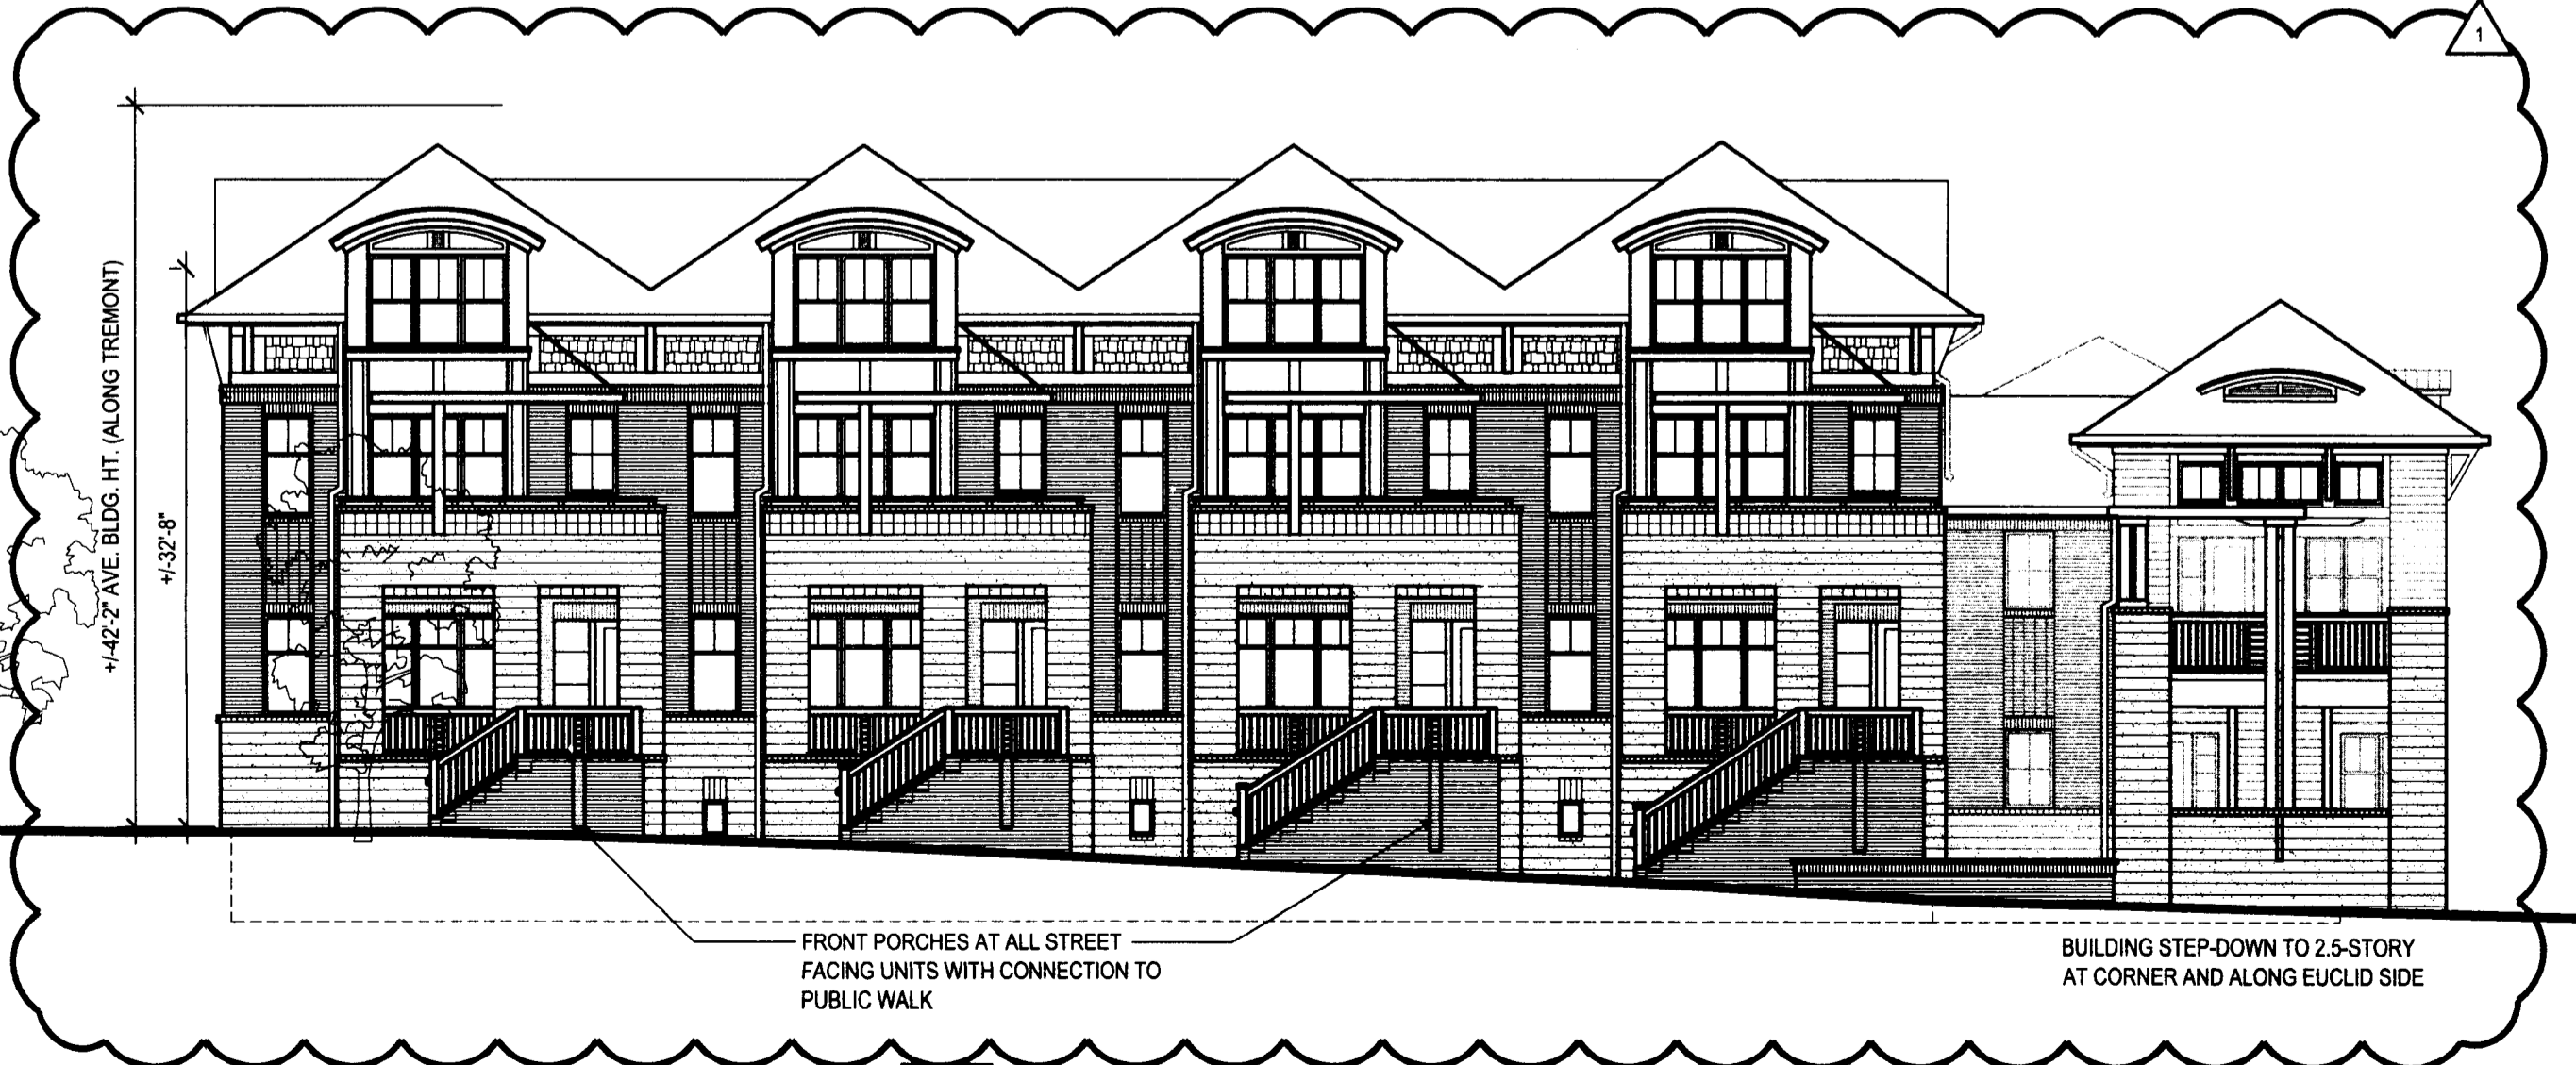 1
+/-42'-2" AVE. BLDG. HT. (ALONG TREMONT)
+/-32'-8"
FRONT PORCHES AT ALL STREET
FACING UNITS WITH CONNECTION TO
PUBLIC WALK
BUILDING STEP-DOWN TO 2.5-STORY
AT CORNER AND ALONG EUCLID SIDE